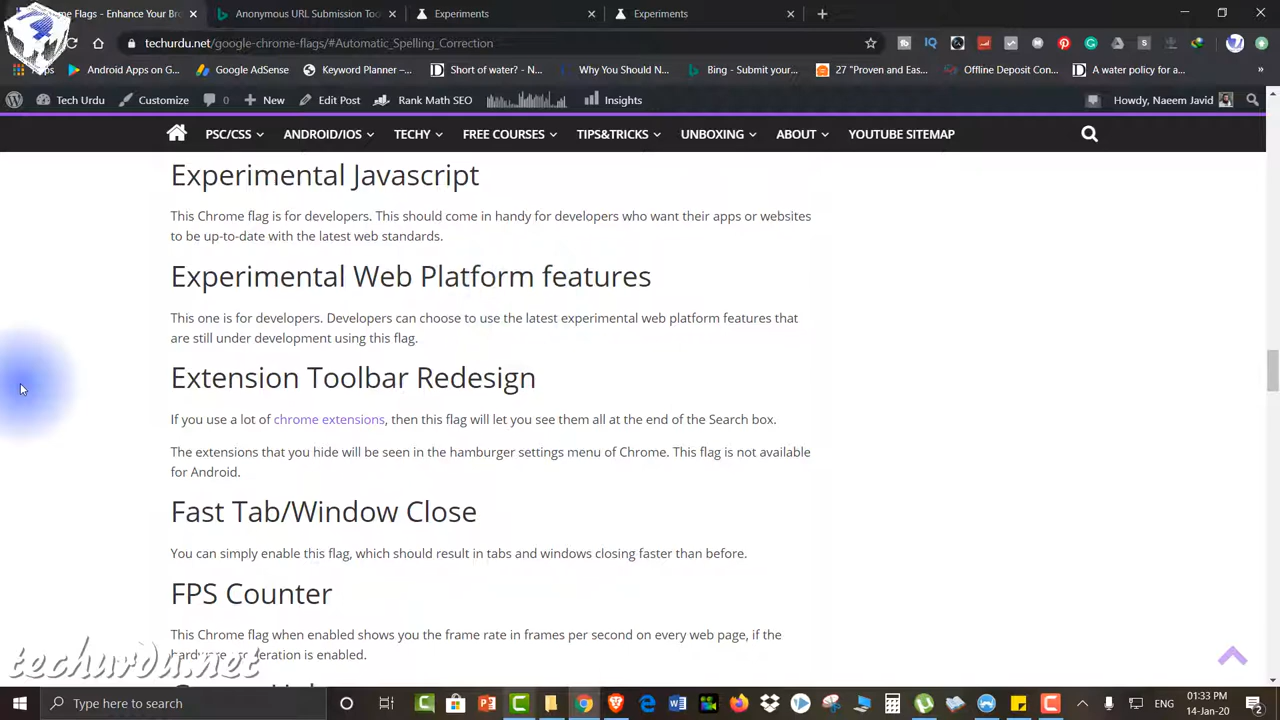 Chrome Flags - Enhance Your Bro
Anonymous URL Submission Too
Experiments
Experiments
techurdu.net/google-chrome-flags/#Automatic_Spelling_Correction
Apps
Android Apps on G...
Google AdSense
Keyword Planner –...
Short of water? - N...
Why You Should N...
Bing - Submit your...
27 "Proven and Eas...
Offline Deposit Con...
A water policy for a...
»
Tech Urdu
Customize
0
New
Edit Post
Rank Math SEO
Insights
Howdy, Naeem Javid
PSC/CSS
ANDROID/IOS
TECHY
FREE COURSES
TIPS&TRICKS
UNBOXING
ABOUT
YOUTUBE SITEMAP
Experimental Javascript
This Chrome flag is for developers. This should come in handy for developers who want their apps or websites
to be up-to-date with the latest web standards.
Experimental Web Platform features
This one is for developers. Developers can choose to use the latest experimental web platform features that
are still under development using this flag.
Extension Toolbar Redesign
If you use a lot of chrome extensions, then this flag will let you see them all at the end of the Search box.
The extensions that you hide will be seen in the hamburger settings menu of Chrome. This flag is not available
for Android.
Fast Tab/Window Close
You can simply enable this flag, which should result in tabs and windows closing faster than before.
FPS Counter
This Chrome flag when enabled shows you the frame rate in frames per second on every web page, if the
is enabled.
techurdu.net
Type here to search
ENG
01:33 PM
14-Jan-20
2